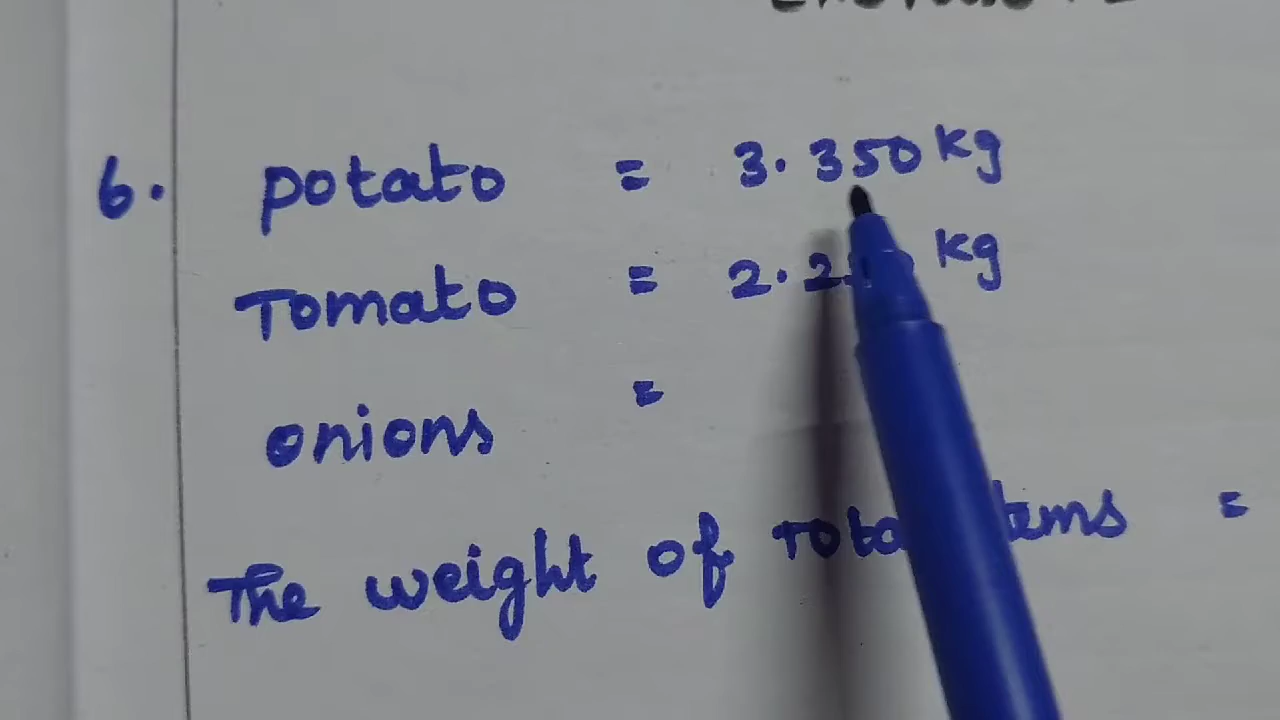 6. potato = 3.350 kg
Tomato = kg
onions =
The weight of =